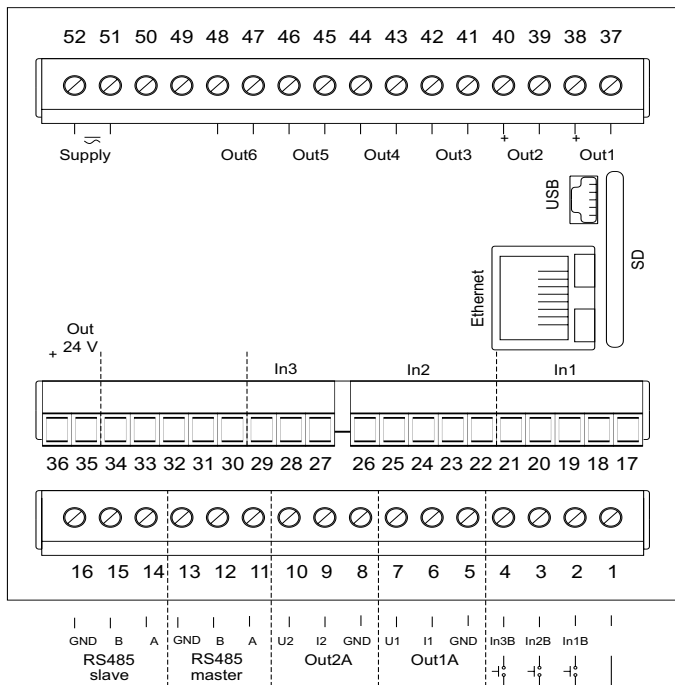 52 51 50 49 48 47 46 45 44 43 42 41 40 39 38 37
+ +
Supply Out6 Out5 Out4 Out3 Out2 Out1
USB
SD
Ethernet
Out
+ 24 V
In3 In2 In1
36 35 34 33 32 31 30 29 28 27 26 25 24 23 22 21 20 19 18 17
16 15 14 13 12 11 10 9 8 7 6 5 4 3 2 1
GND B A GND B A U2 I2 GND U1 I1 GND In3B In2B In1B
RS485 RS485 Out2A Out1A
slave master